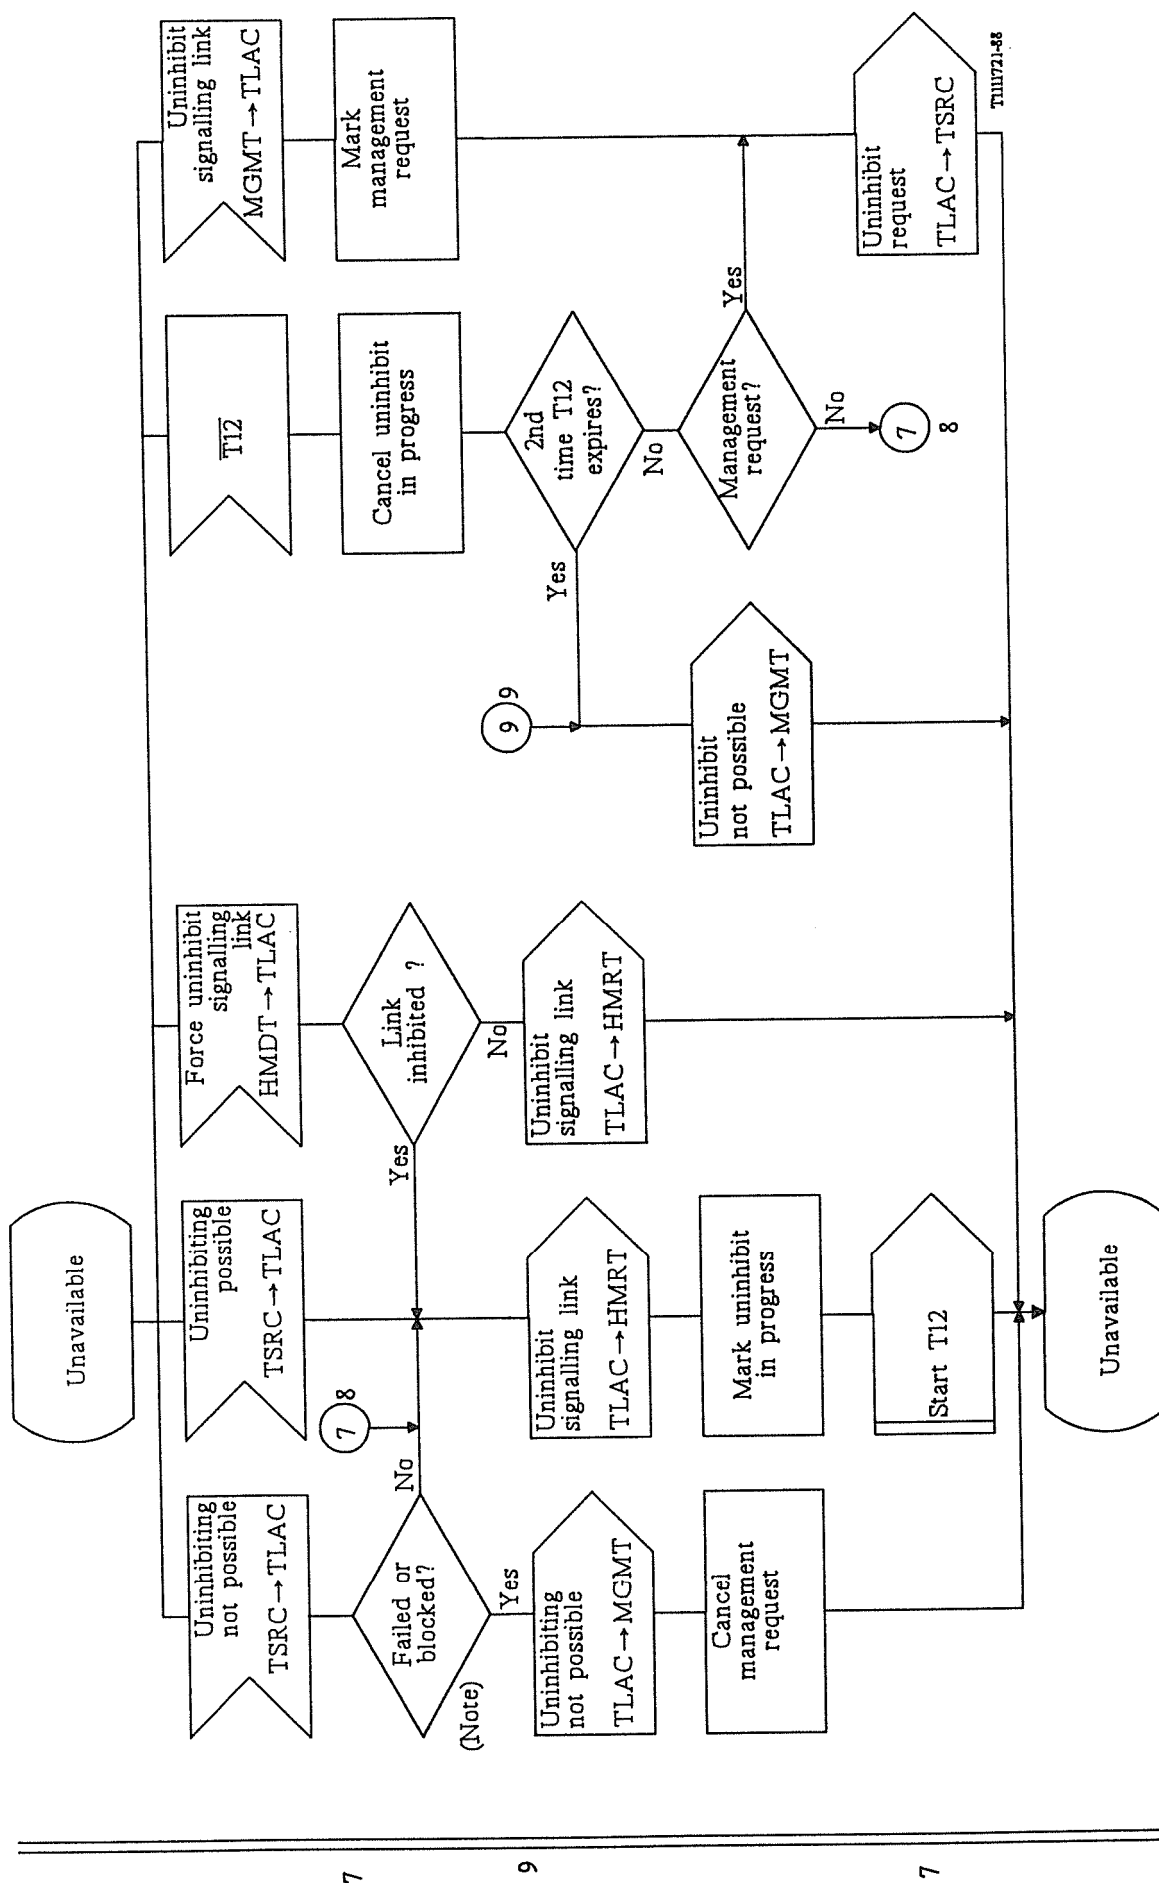 Unavailable
Uninhibiting
not possible
TSRC→TLAC
Uninhibiting
possible
TSRC→TLAC
Force uninhibit
signalling
link
HMDT→TLAC
T12
Uninhibit
signalling link
MGMT→TLAC
Failed or
blocked?
(Note)
No
Yes
7
8
Link
inhibited ?
Yes
No
Cancel uninhibit
in progress
Mark
management
request
2nd
time T12
expires?
Yes
No
9
9
Uninhibiting
not possible
TLAC→MGMT
Uninhibit
signalling link
TLAC→HMRT
Uninhibit
signalling link
TLAC→HMRT
Uninhibit
not possible
TLAC→MGMT
Management
request?
Yes
No
7
8
Cancel
management
request
Mark uninhibit
in progress
Start T12
Uninhibit
request
TLAC→TSRC
Unavailable
T1111721-88
7
9
7